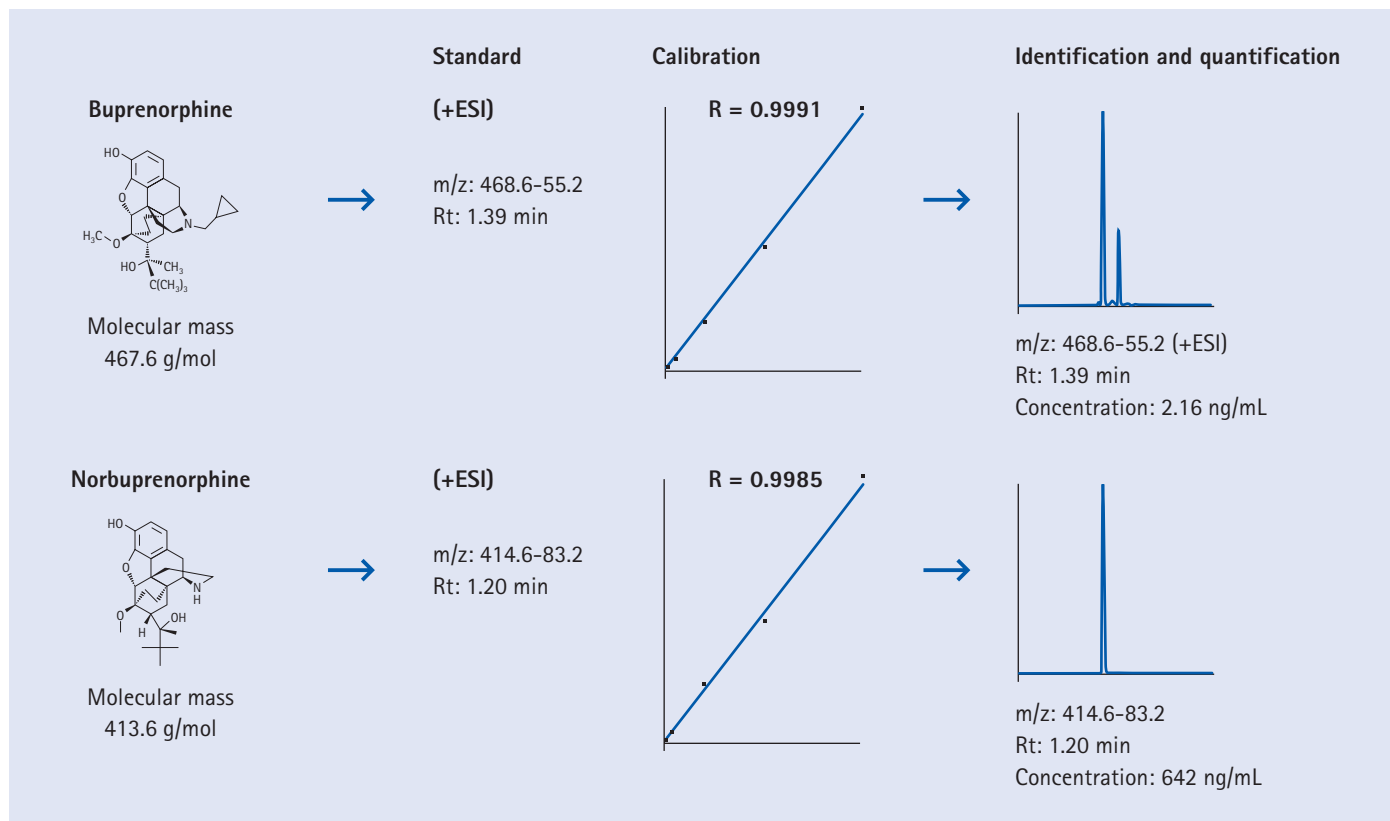 Standard
Calibration
Identification and quantification
Buprenorphine
(+ESI)
R = 0.9991
HO
O
N
H₃C
O
HO
CH₃
C(CH₃)₃
m/z: 468.6-55.2
Rt: 1.39 min
Molecular mass
467.6 g/mol
m/z: 468.6-55.2 (+ESI)
Rt: 1.39 min
Concentration: 2.16 ng/mL
Norbuprenorphine
(+ESI)
R = 0.9985
HO
O
N
H
O
OH
H
m/z: 414.6-83.2
Rt: 1.20 min
Molecular mass
413.6 g/mol
m/z: 414.6-83.2
Rt: 1.20 min
Concentration: 642 ng/mL